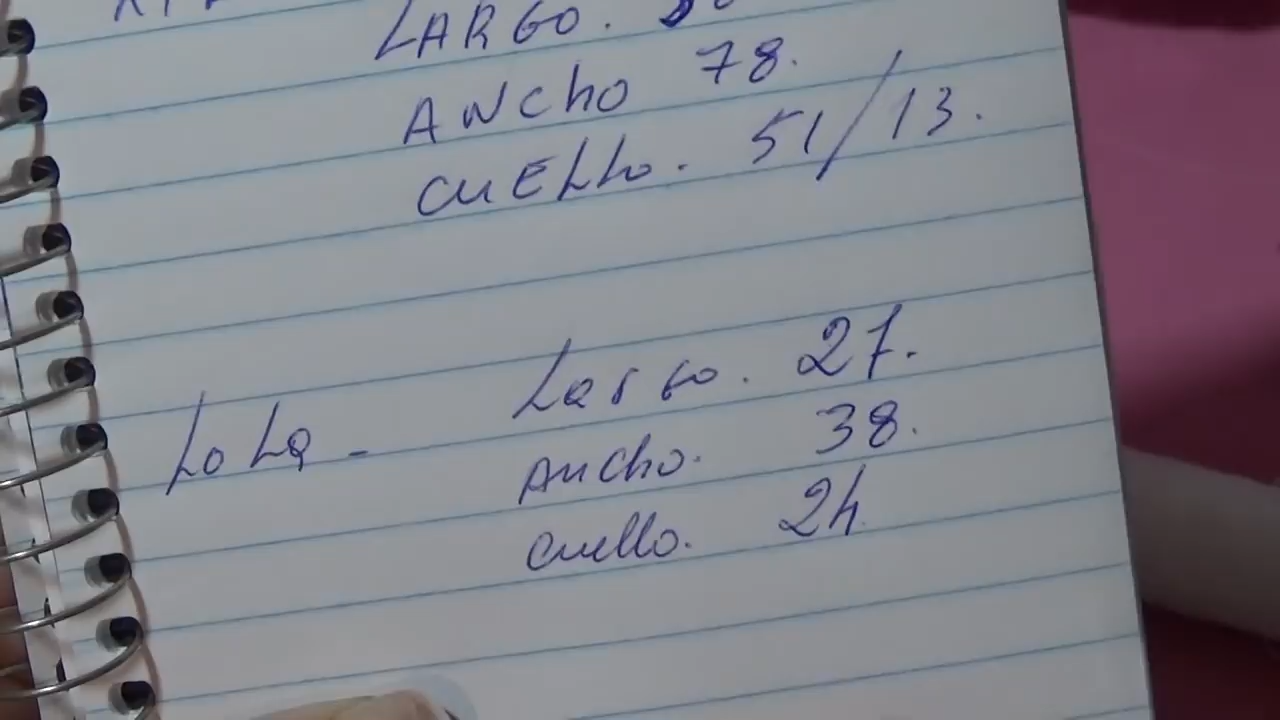 LARGO.
ANCHO 78.
CUELLO. 51/13.
Largo. 27.
LOLA - Ancho. 38.
Cuello. 24